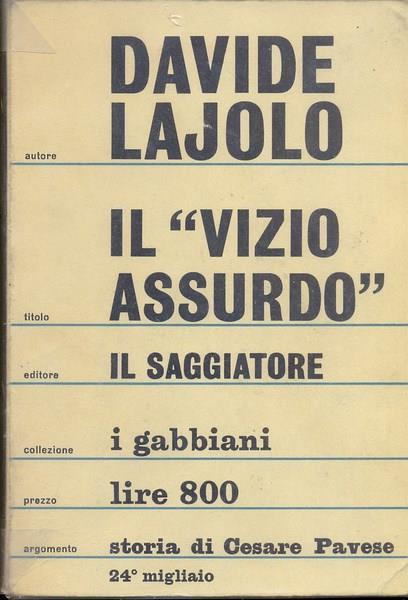 DAVIDE
autore LAJOLO
IL “VIZIO
titolo ASSURDO”
editore IL SAGGIATORE
collezione i gabbiani
prezzo lire 800
argomento storia di Cesare Pavese
24° migliaio